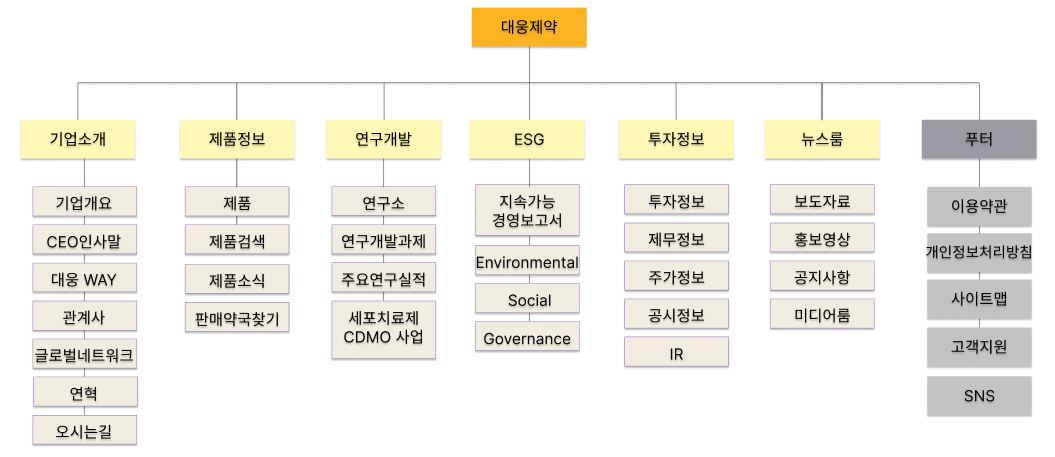 대웅제약
기업소개
제품정보
연구개발
ESG
투자정보
뉴스룸
푸터
기업개요
CEO인사말
대웅 WAY
관계사
글로벌네트워크
연혁
오시는길
제품
제품검색
제품소식
판매약국찾기
연구소
연구개발과제
주요연구실적
세포치료제
CDMO 사업
지속가능
경영보고서
Environmental
Social
Governance
투자정보
제무정보
주가정보
공시정보
IR
보도자료
홍보영상
공지사항
미디어룸
이용약관
개인정보처리방침
사이트맵
고객지원
SNS